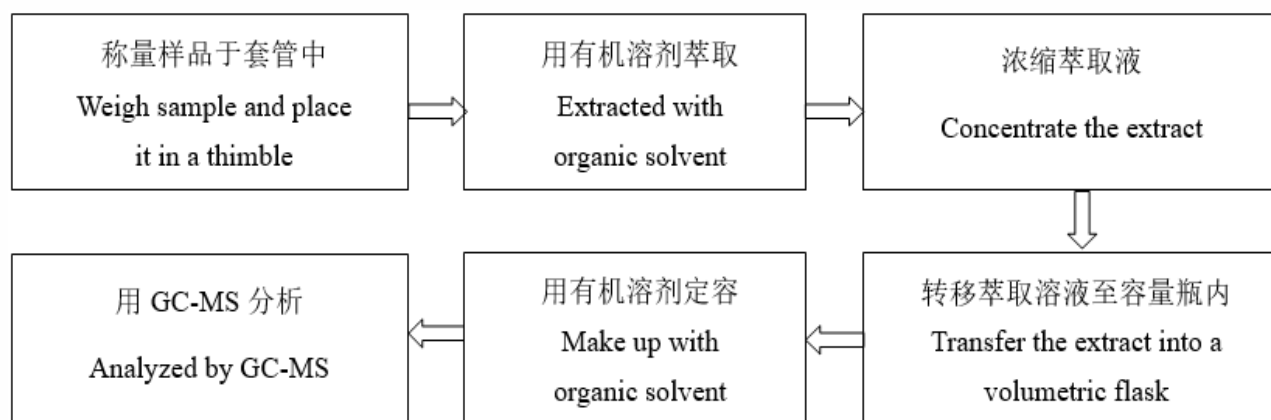 称量样品于套管中
Weigh sample and place
it in a thimble
用有机溶剂萃取
Extracted with
organic solvent
浓缩萃取液
Concentrate the extract
转移萃取溶液至容量瓶内
Transfer the extract into a
volumetric flask
用有机溶剂定容
Make up with
organic solvent
用 GC-MS 分析
Analyzed by GC-MS